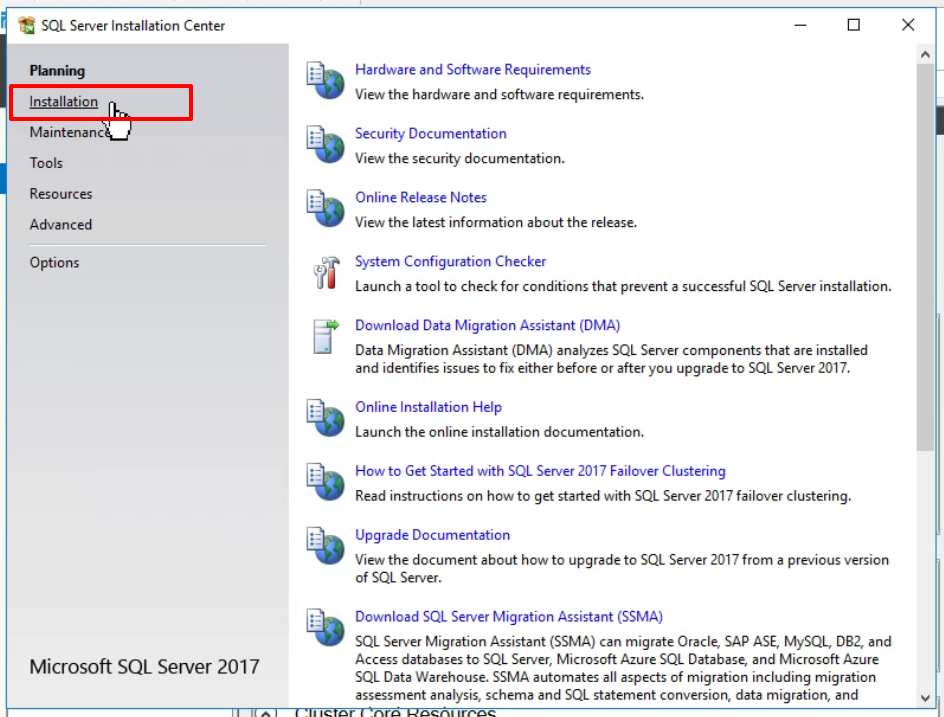 SQL Server Installation Center
Planning
Installation
Maintenance
Tools
Resources
Advanced
Options
Microsoft SQL Server 2017
Hardware and Software Requirements
View the hardware and software requirements.
Security Documentation
View the security documentation.
Online Release Notes
View the latest information about the release.
System Configuration Checker
Launch a tool to check for conditions that prevent a successful SQL Server installation.
Download Data Migration Assistant (DMA)
Data Migration Assistant (DMA) analyzes SQL Server components that are installed
and identifies issues to fix either before or after you upgrade to SQL Server 2017.
Online Installation Help
Launch the online installation documentation.
How to Get Started with SQL Server 2017 Failover Clustering
Read instructions on how to get started with SQL Server 2017 failover clustering.
Upgrade Documentation
View the document about how to upgrade to SQL Server 2017 from a previous version
of SQL Server.
Download SQL Server Migration Assistant (SSMA)
SQL Server Migration Assistant (SSMA) can migrate Oracle, SAP ASE, MySQL, DB2, and
Access databases to SQL Server, Microsoft Azure SQL Database, and Microsoft Azure
SQL Data Warehouse. SSMA automates all aspects of migration including migration
assessment analysis, schema and SQL statement conversion, data migration, and
Cluster Core Resources